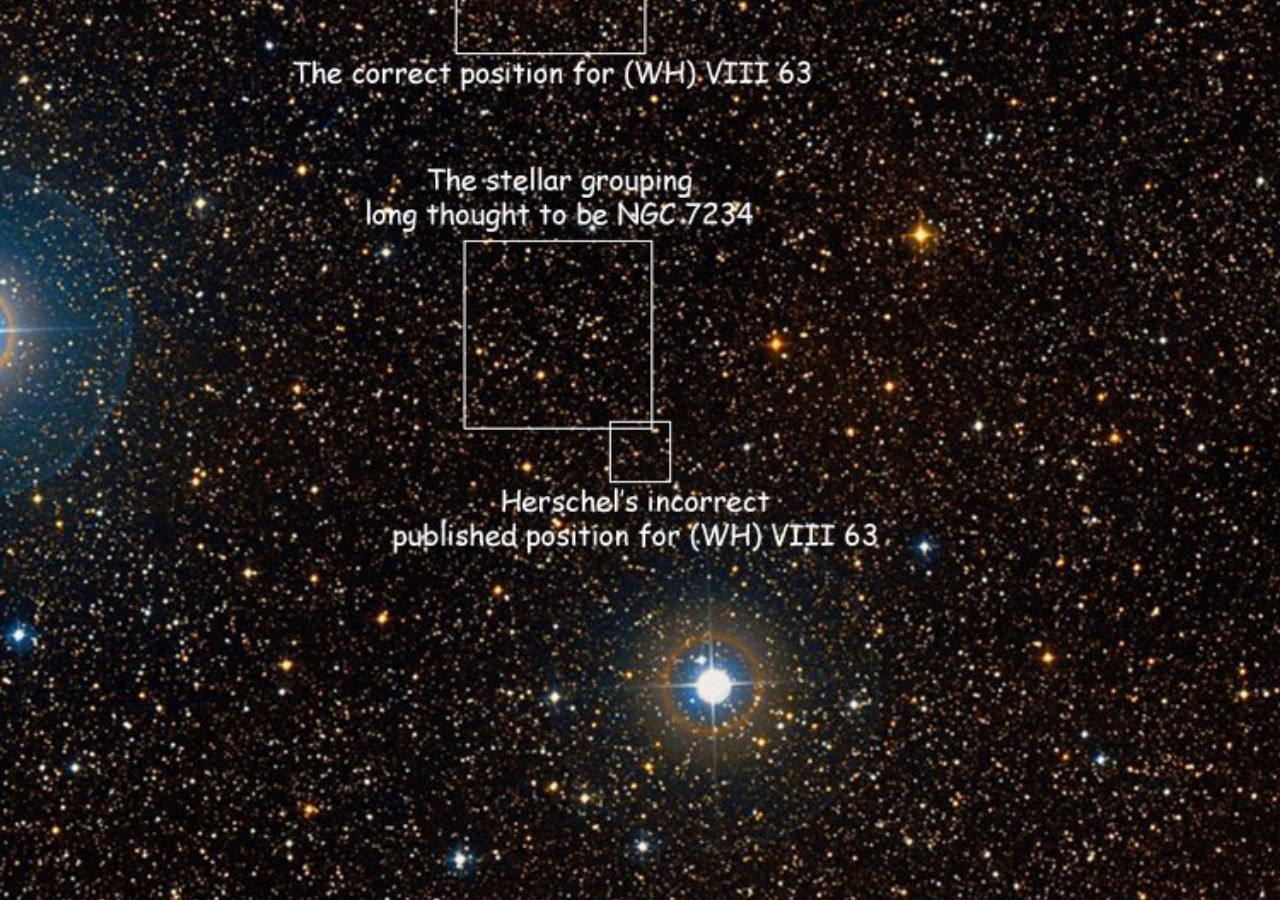 The correct position for (WH) VIII 63
The stellar grouping
long thought to be NGC 7234
Herschel's incorrect
published position for (WH) VIII 63